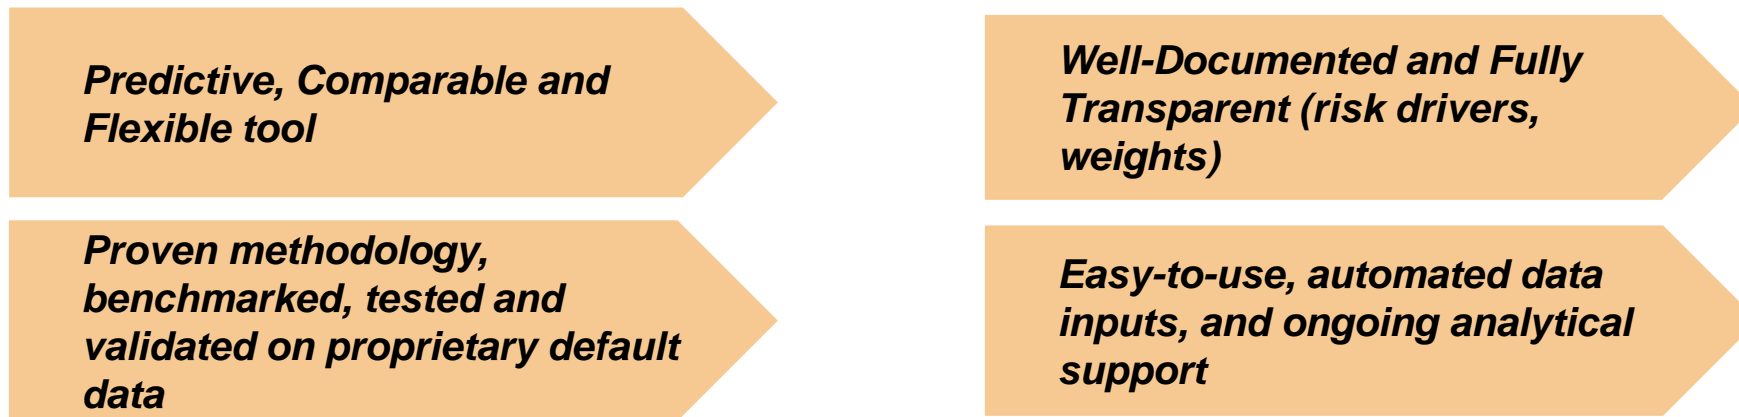 Predictive, Comparable and
Flexible tool
Well-Documented and Fully
Transparent (risk drivers,
weights)
Proven methodology,
benchmarked, tested and
validated on proprietary default
data
Easy-to-use, automated data
inputs, and ongoing analytical
support